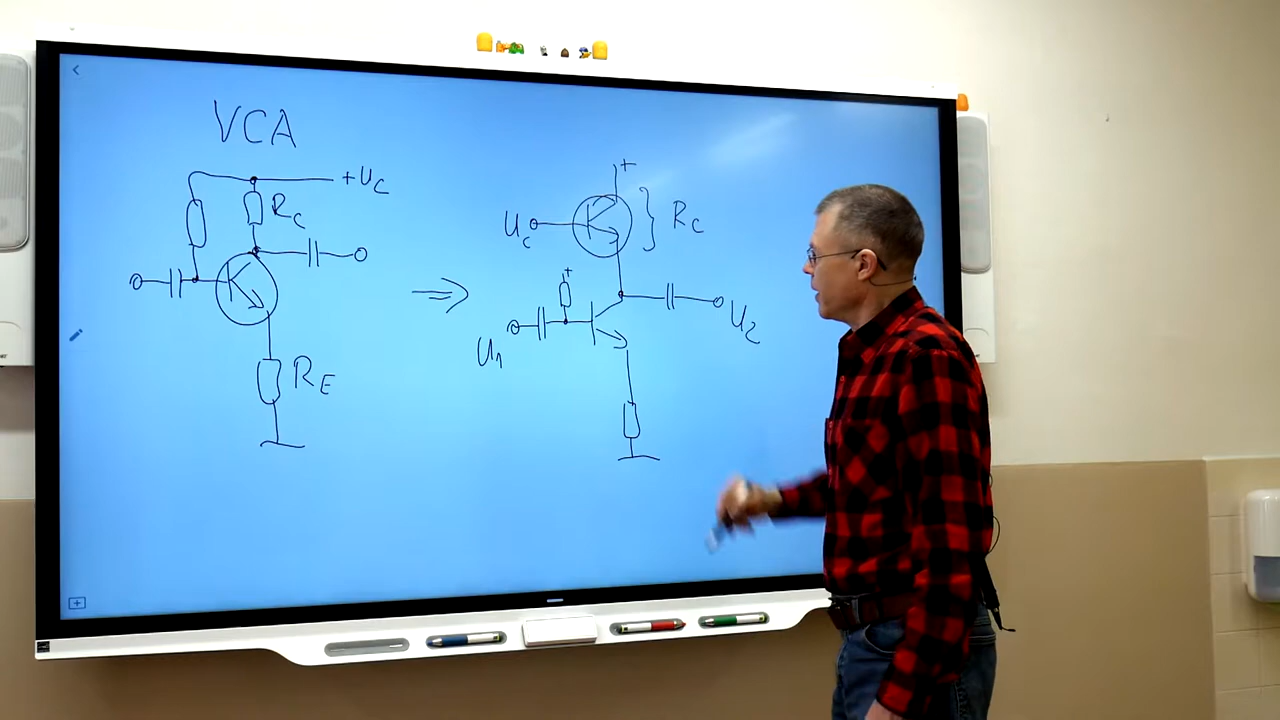 VCA
+U_C
R_C
R_E
⇒
+
U_C
R_C
+
U_1
U_2